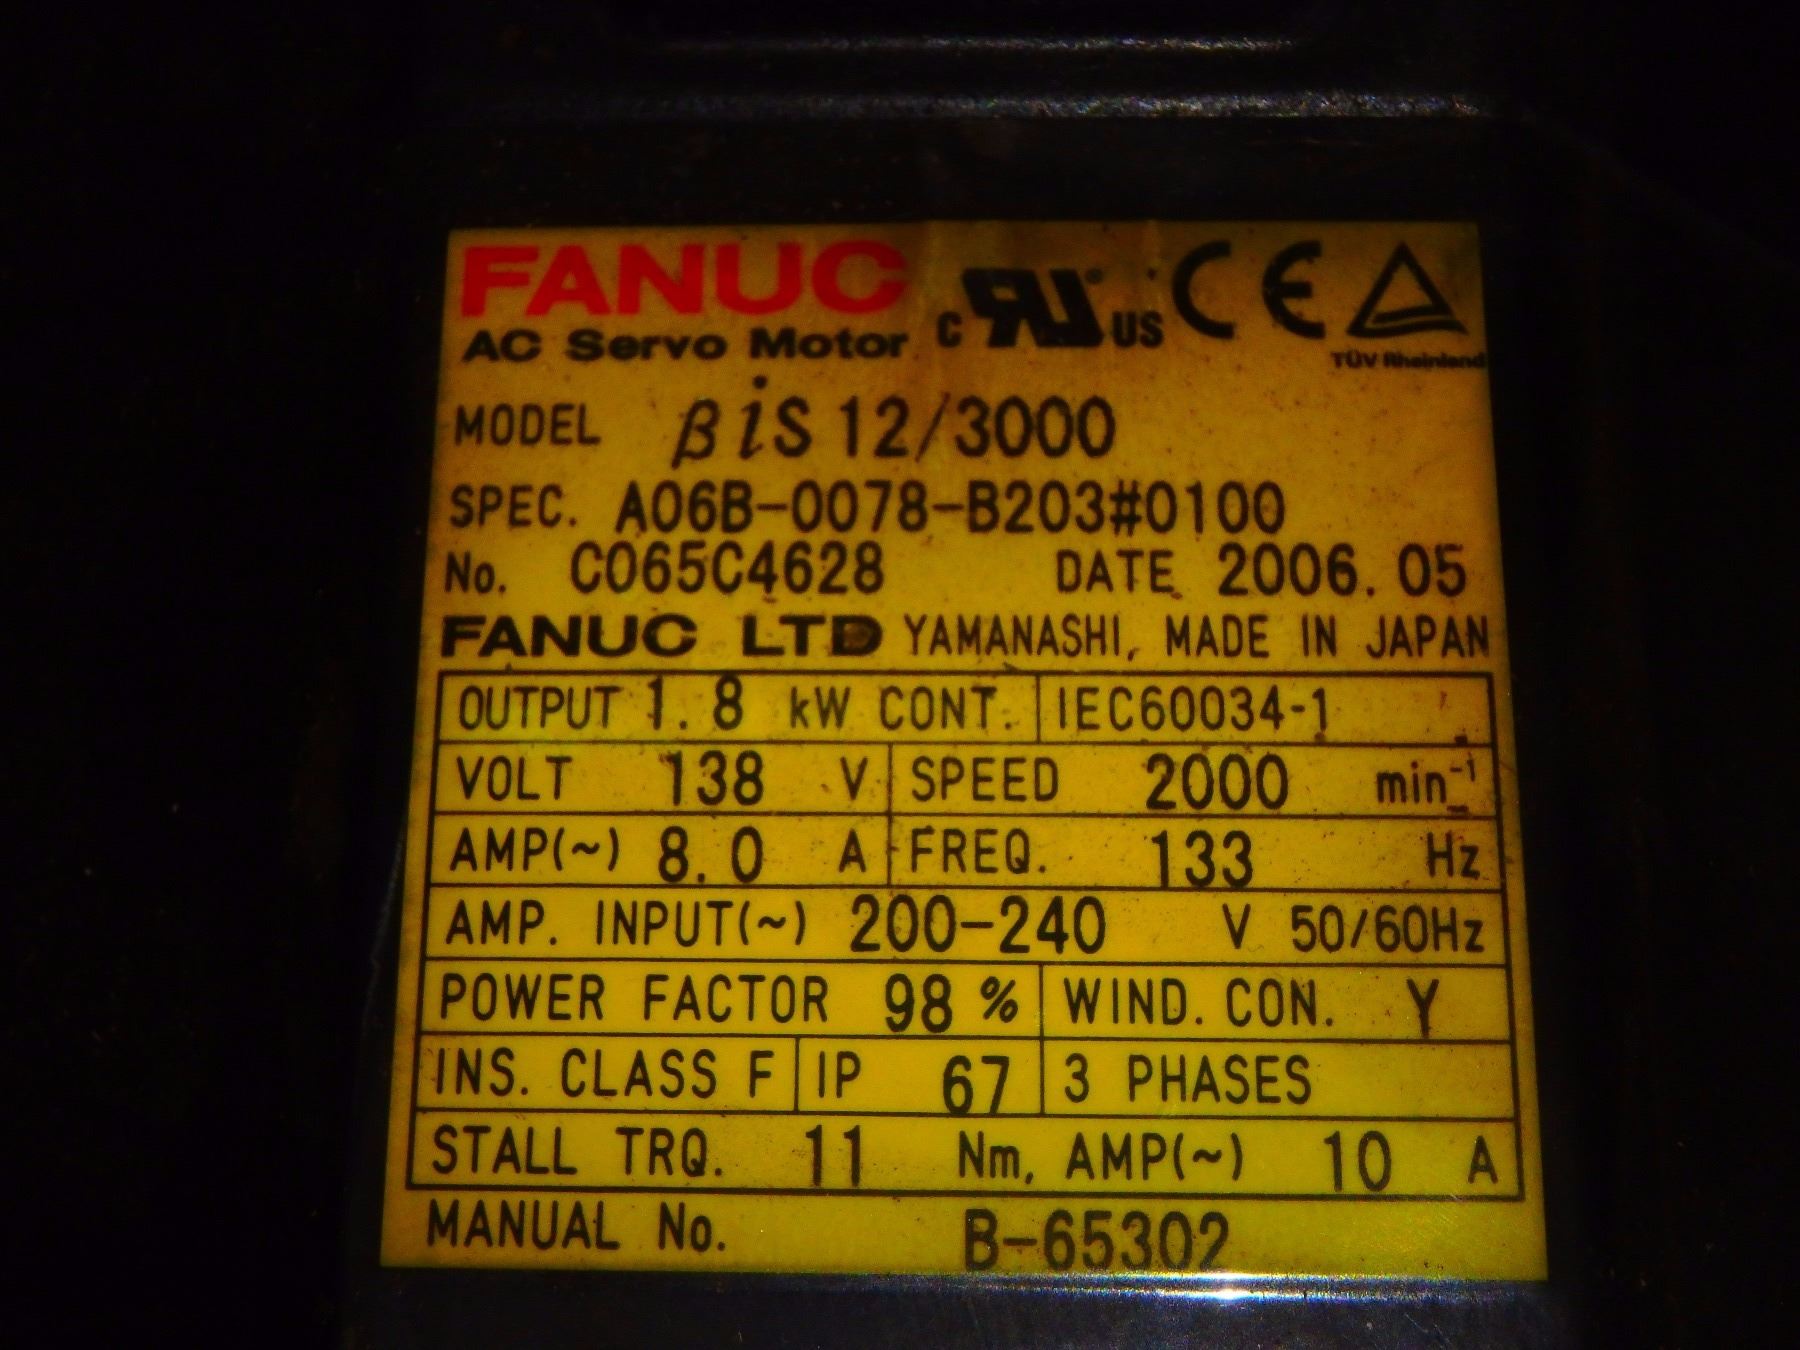 FANUC
AC Servo Motor c RU US CE
TÜV Rheinland
MODEL βiS 12/3000
SPEC. A06B-0078-B203#0100
No. C065C4628 DATE 2006.05
FANUC LTD YAMANASHI, MADE IN JAPAN
OUTPUT 1.8 kW CONT. IEC60034-1
VOLT 138 V SPEED 2000 min⁻¹
AMP(~) 8.0 A FREQ. 133 Hz
AMP. INPUT(~) 200-240 V 50/60Hz
POWER FACTOR 98 % WIND. CON. Y
INS. CLASS F IP 67 3 PHASES
STALL TRQ. 11 Nm, AMP(~) 10 A
MANUAL No. B-65302